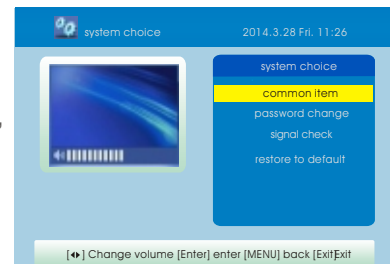 system choice
2014.3.28 Fri. 11:26
system choice
common item
password change
signal check
restore to default
[◂▸] Change volume [Enter] enter [MENU] back [Exit]Exit